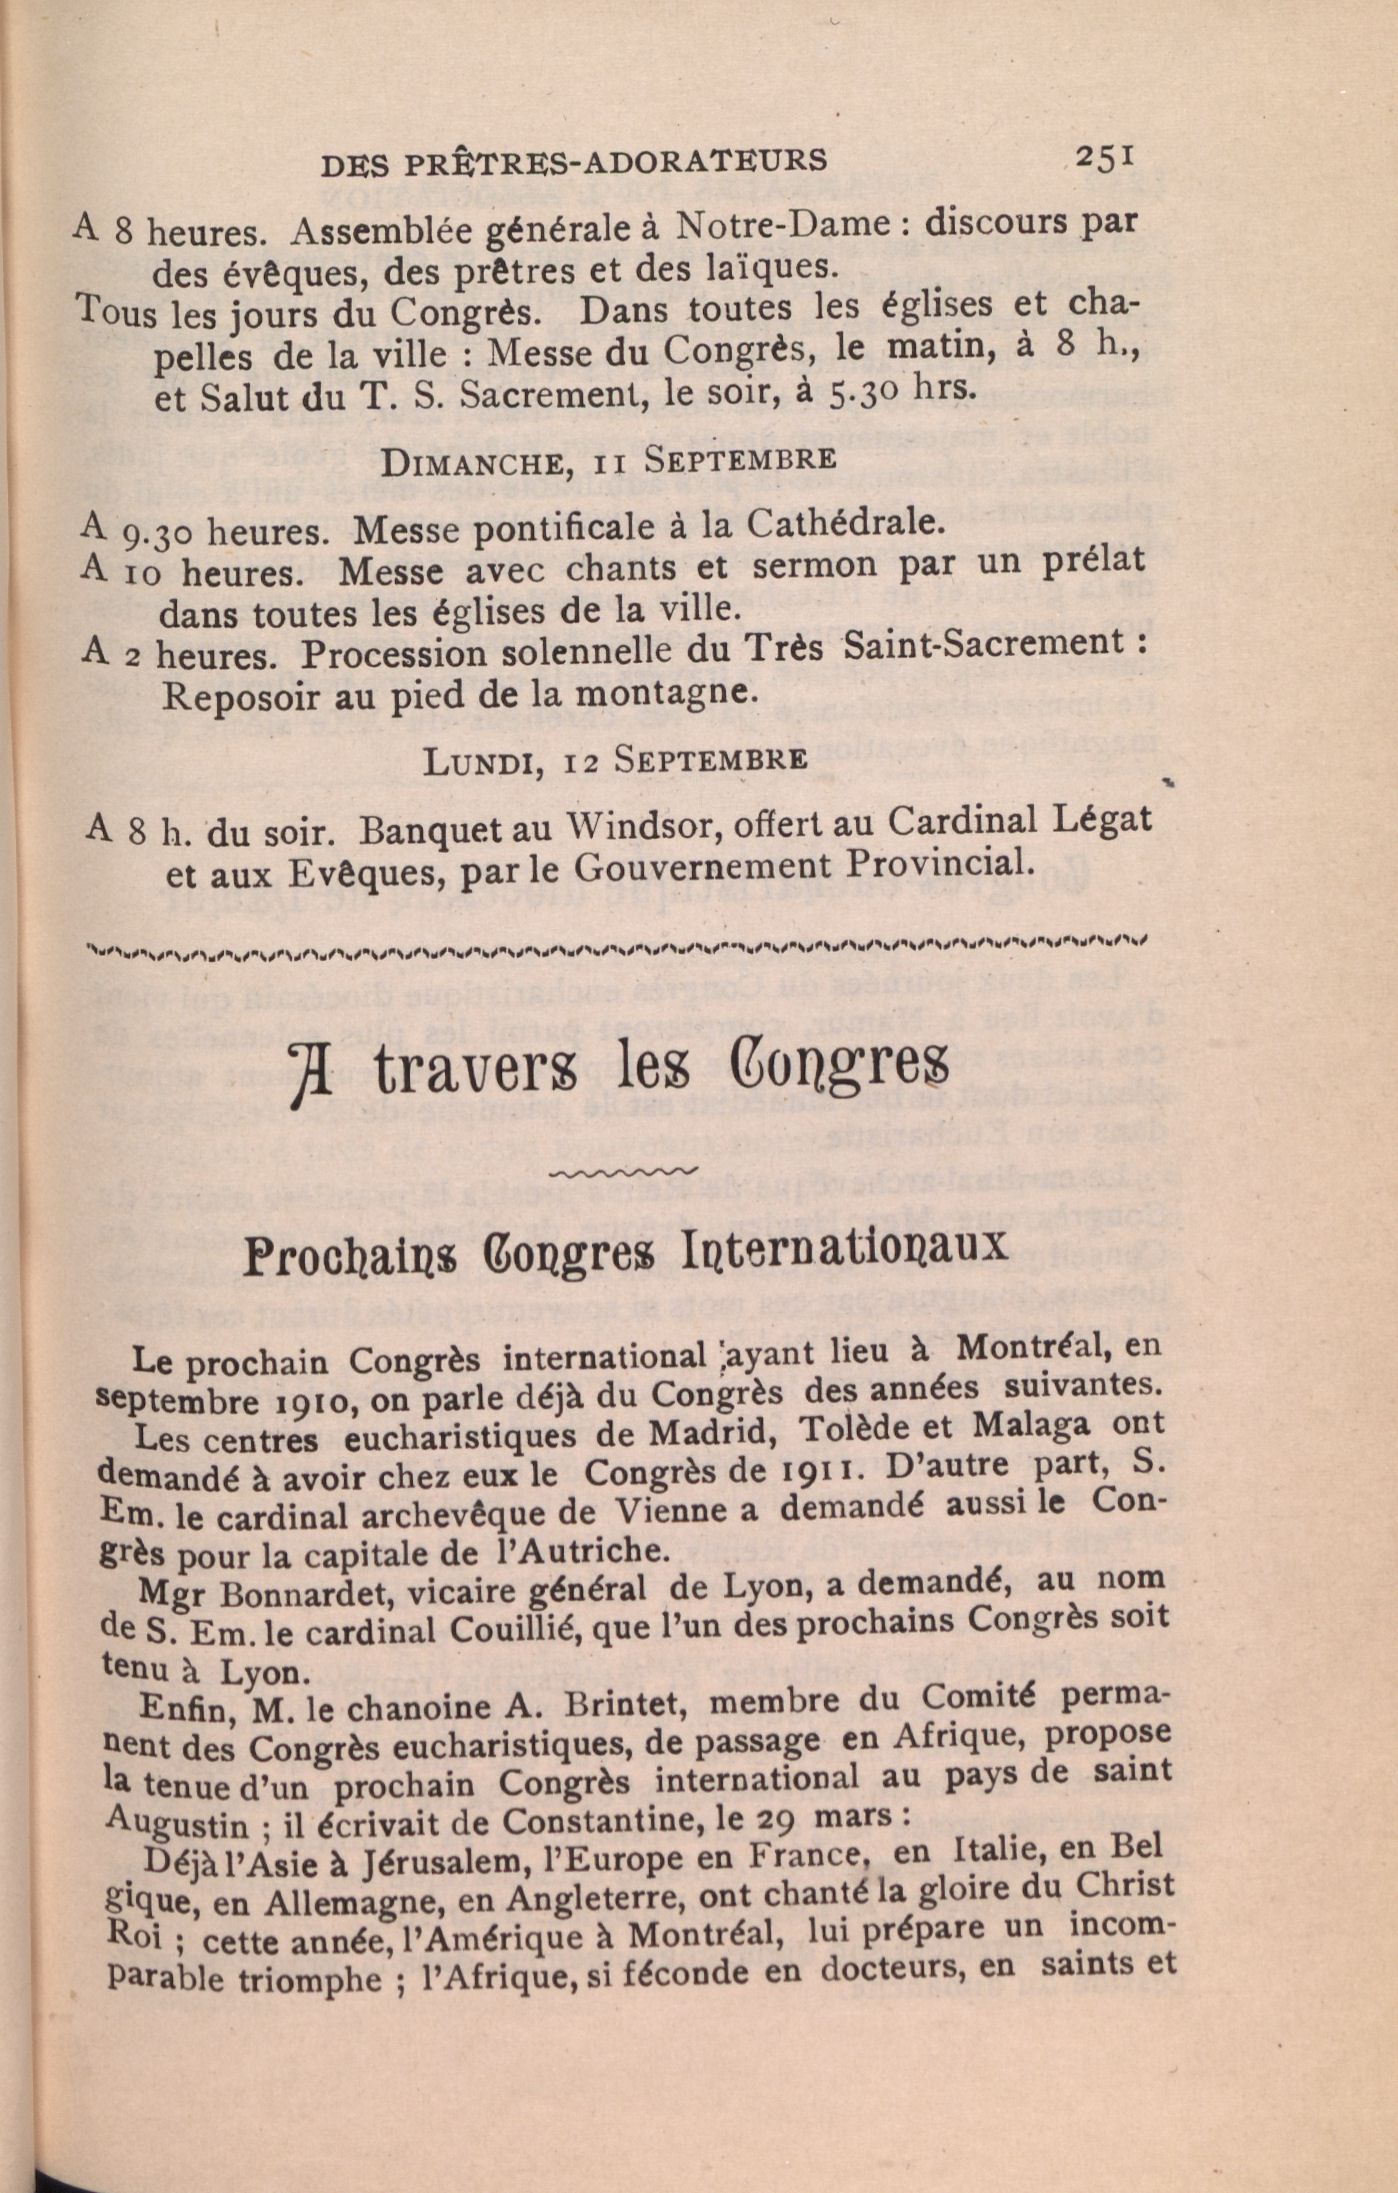 DES PRÊTRES-ADORATEURS 251
A 8 heures. Assemblée générale à Notre-Dame : discours par
des évêques, des prêtres et des laïques.
Tous les jours du Congrès. Dans toutes les églises et cha-
pelles de la ville : Messe du Congrès, le matin, à 8 h.,
et Salut du T. S. Sacrement, le soir, à 5.30 hrs.
DIMANCHE, 11 SEPTEMBRE
A 9.30 heures. Messe pontificale à la Cathédrale.
A 10 heures. Messe avec chants et sermon par un prélat
dans toutes les églises de la ville.
A 2 heures. Procession solennelle du Très Saint-Sacrement :
Reposoir au pied de la montagne.
LUNDI, 12 SEPTEMBRE
A 8 h. du soir. Banquet au Windsor, offert au Cardinal Légat
et aux Evêques, par le Gouvernement Provincial.
A travers les Congres
Prochains Congres Internationaux
Le prochain Congrès international ayant lieu à Montréal, en
septembre 1910, on parle déjà du Congrès des années suivantes.
Les centres eucharistiques de Madrid, Tolède et Malaga ont
demandé à avoir chez eux le Congrès de 1911. D'autre part, S.
Em. le cardinal archevêque de Vienne a demandé aussi le Con-
grès pour la capitale de l'Autriche.
Mgr Bonnardet, vicaire général de Lyon, a demandé, au nom
de S. Em. le cardinal Couillié, que l'un des prochains Congrès soit
tenu à Lyon.
Enfin, M. le chanoine A. Brintet, membre du Comité perma-
nent des Congrès eucharistiques, de passage en Afrique, propose
la tenue d'un prochain Congrès international au pays de saint
Augustin ; il écrivait de Constantine, le 29 mars :
Déjà l'Asie à Jérusalem, l'Europe en France, en Italie, en Bel
gique, en Allemagne, en Angleterre, ont chanté la gloire du Christ
Roi ; cette année, l'Amérique à Montréal, lui prépare un incom-
parable triomphe ; l'Afrique, si féconde en docteurs, en saints et